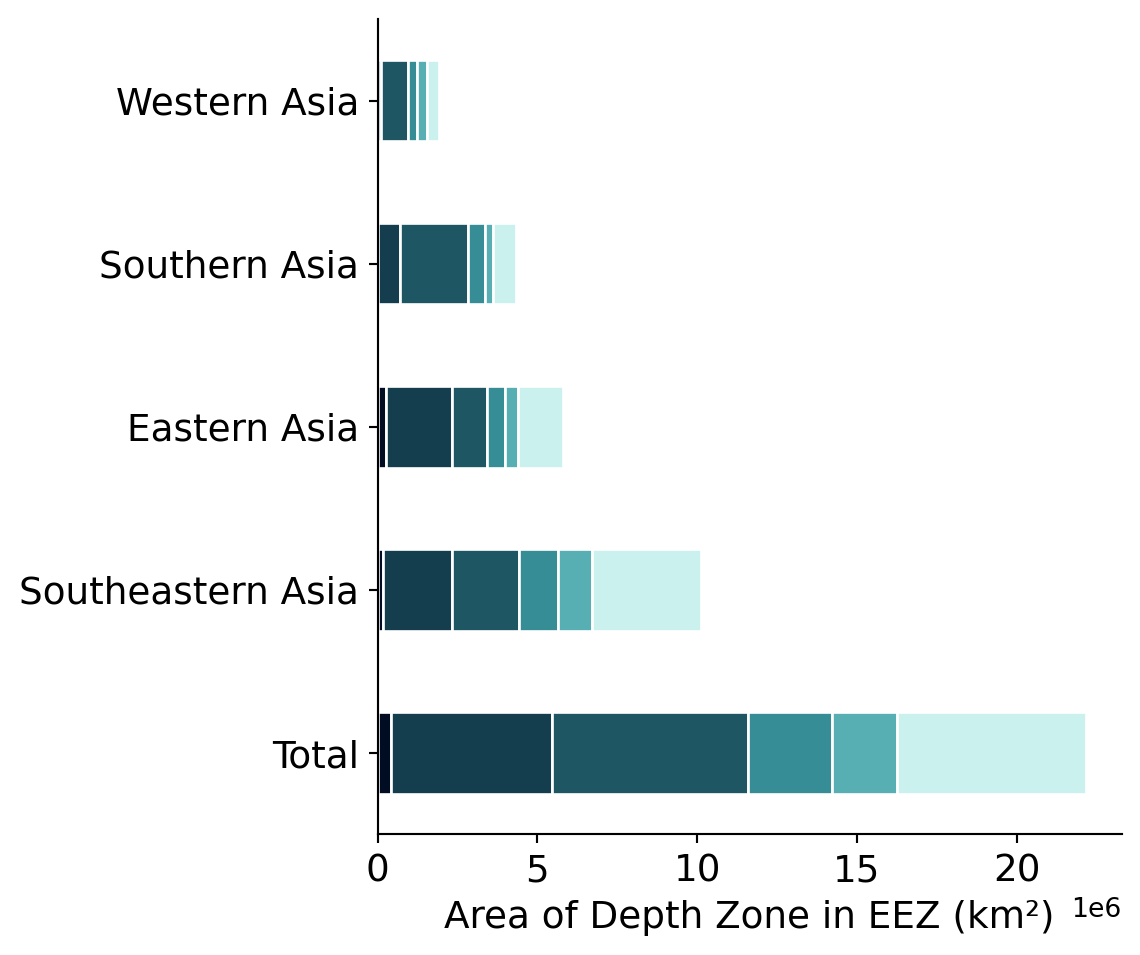 Western Asia
Southern Asia
Eastern Asia
Southeastern Asia
Total
0 5 10 15 20
Area of Depth Zone in EEZ (km²) 1e6